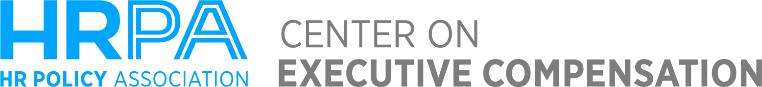 HRPA
HR POLICY ASSOCIATION
CENTER ON
EXECUTIVE COMPENSATION